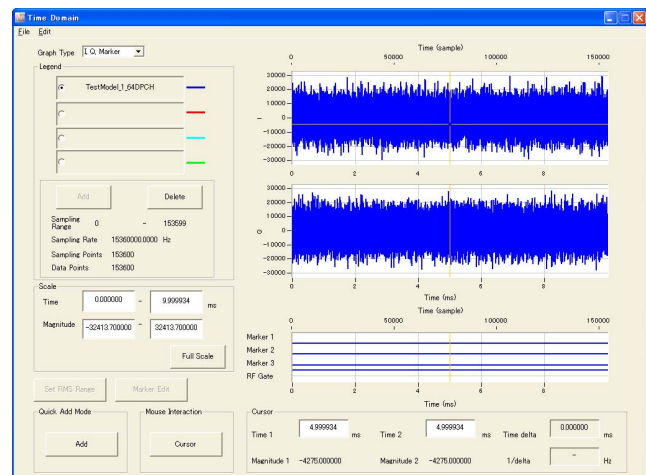 Time Domain
File Edit
Graph Type I, Q, Marker
Legend
TestModel_1_64DPCH
Add Delete
Sampling Range 0 - 153599
Sampling Rate 15360000.0000 Hz
Sampling Points 153600
Data Points 153600
Scale
Time 0.000000 - 9.999934 ms
Magnitude -32413.700000 - 32413.700000
Full Scale
Set RMS Range Marker Edit
Quick Add Mode Mouse Interaction
Add Cursor
Time (sample)
0 50000 100000 150000
30000
20000
10000
I 0
-10000
-20000
-30000
0 2 4 6 8
30000
20000
10000
Q 0
-10000
-20000
-30000
0 2 4 6 8
Time (ms)
Time (sample)
0 50000 100000 150000
Marker 1
Marker 2
Marker 3
RF Gate
0 2 4 6 8
Time (ms)
Cursor
Time 1 4.999934 ms Time 2 4.999934 ms Time delta 0.000000 ms
Magnitude 1 -4275.000000 Magnitude 2 -4275.000000 1/delta - Hz